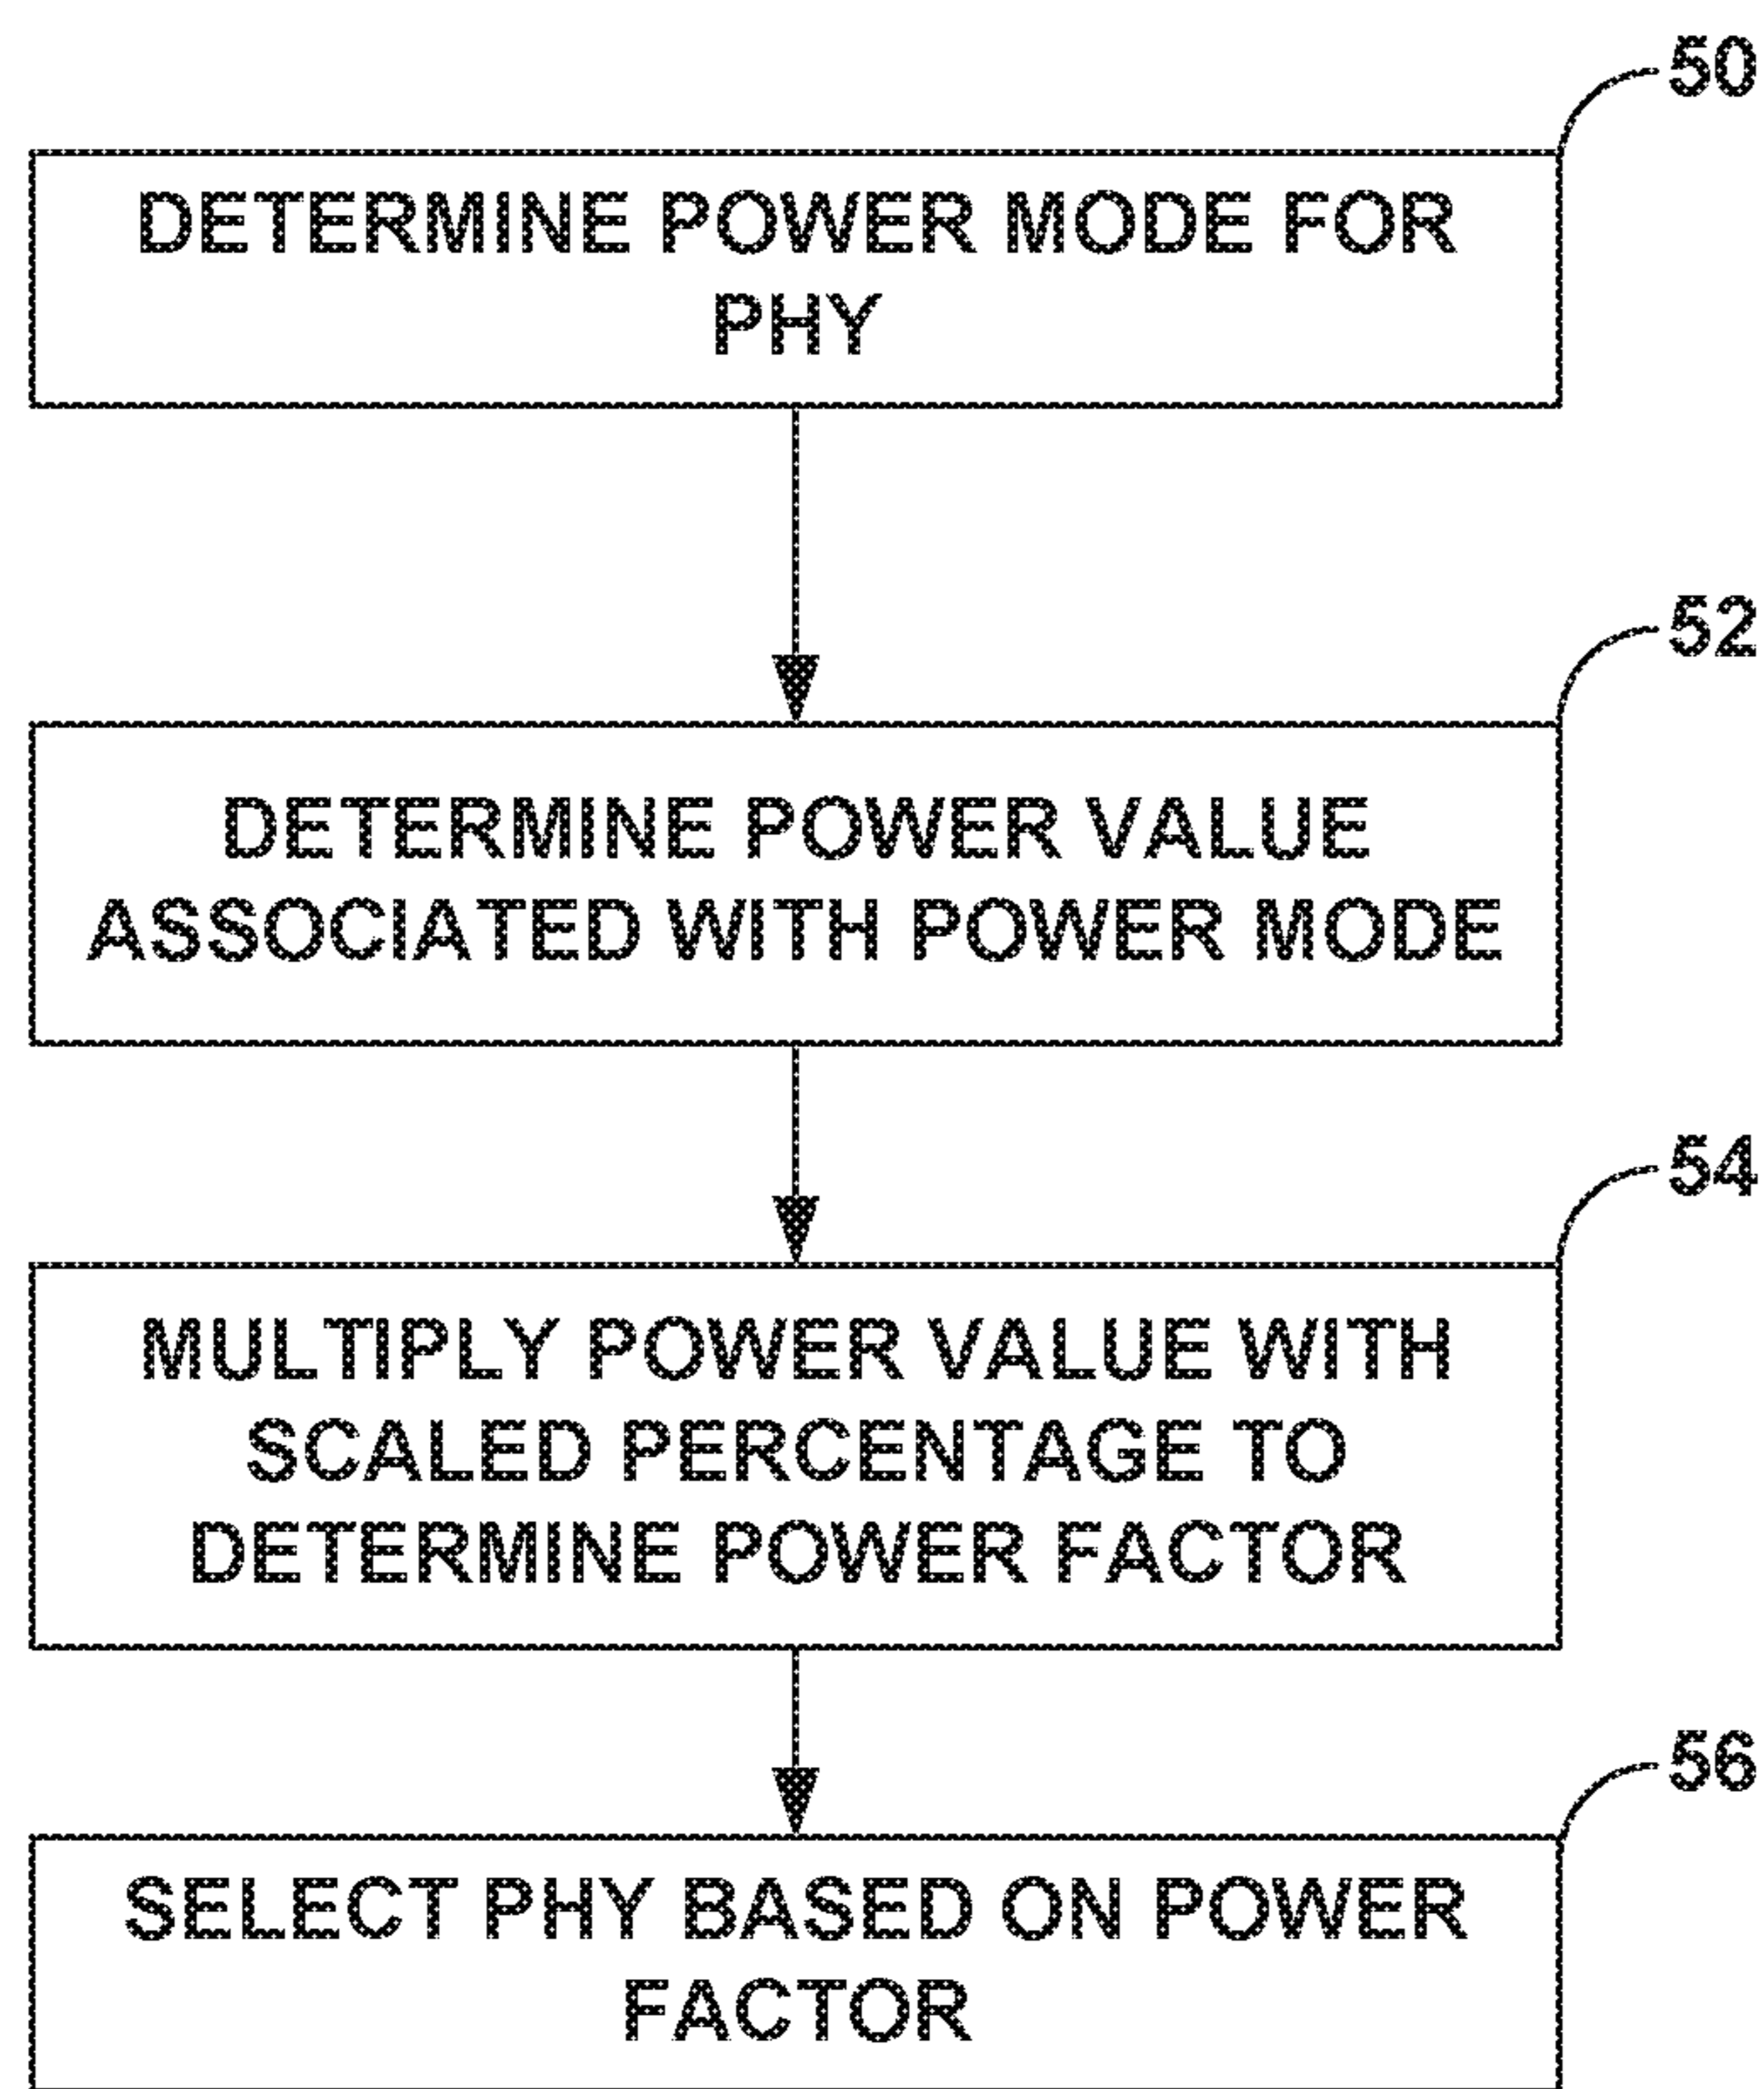 50
DETERMINE POWER MODE FOR
PHY
52
DETERMINE POWER VALUE
ASSOCIATED WITH POWER MODE
54
MULTIPLY POWER VALUE WITH
SCALED PERCENTAGE TO
DETERMINE POWER FACTOR
56
SELECT PHY BASED ON POWER
FACTOR